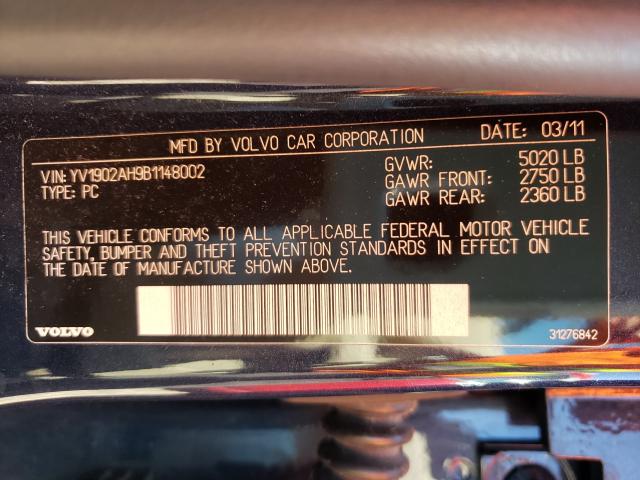 MFD BY VOLVO CAR CORPORATION DATE: 03/11
VIN: YV1902AH9B1148002
TYPE: PC
GVWR: 5020 LB
GAWR FRONT: 2750 LB
GAWR REAR: 2360 LB
THIS VEHICLE CONFORMS TO ALL APPLICABLE FEDERAL MOTOR VEHICLE
SAFETY, BUMPER AND THEFT PREVENTION STANDARDS IN EFFECT ON
THE DATE OF MANUFACTURE SHOWN ABOVE.
VOLVO 31276842